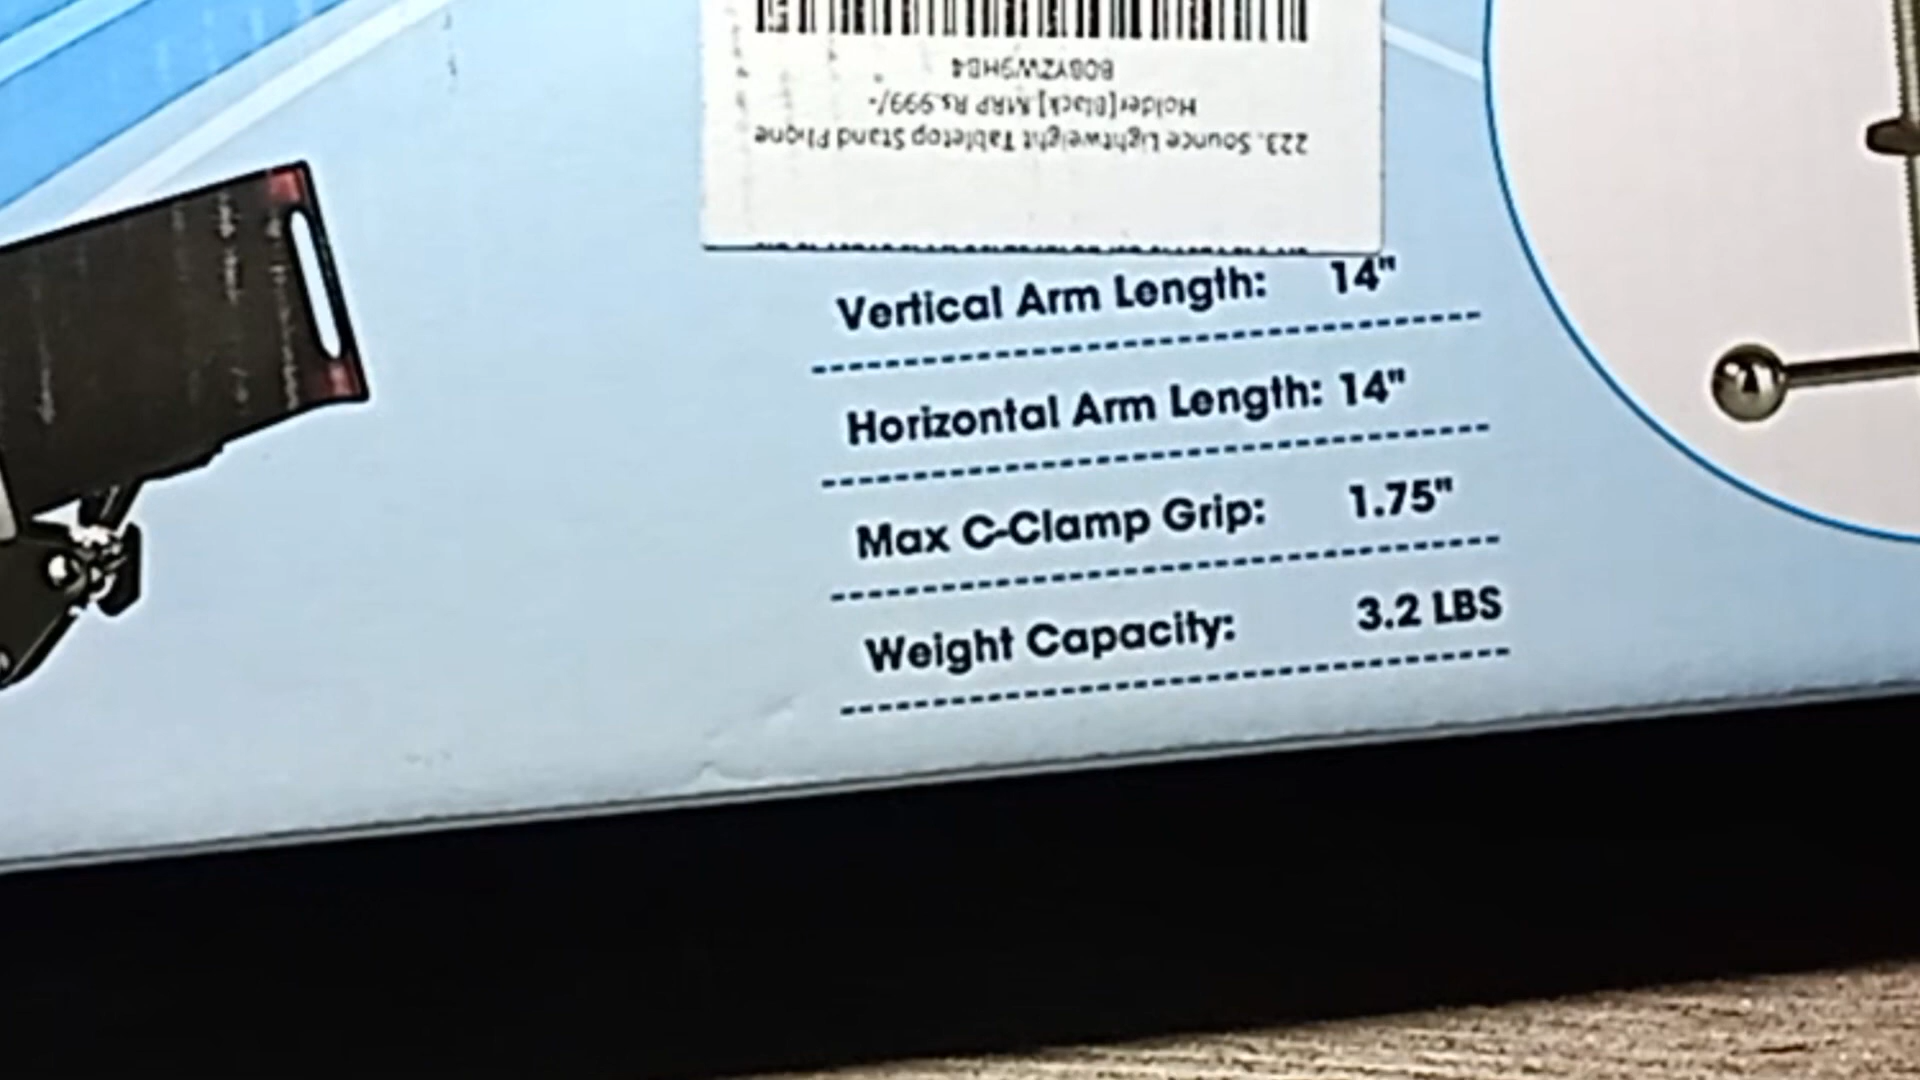 223. Sounce Lightweight Tabletop Stand Phone
Holder[Black].MRP Rs.999/-
Vertical Arm Length: 14"
Horizontal Arm Length: 14"
Max C-Clamp Grip: 1.75"
Weight Capacity: 3.2 LBS